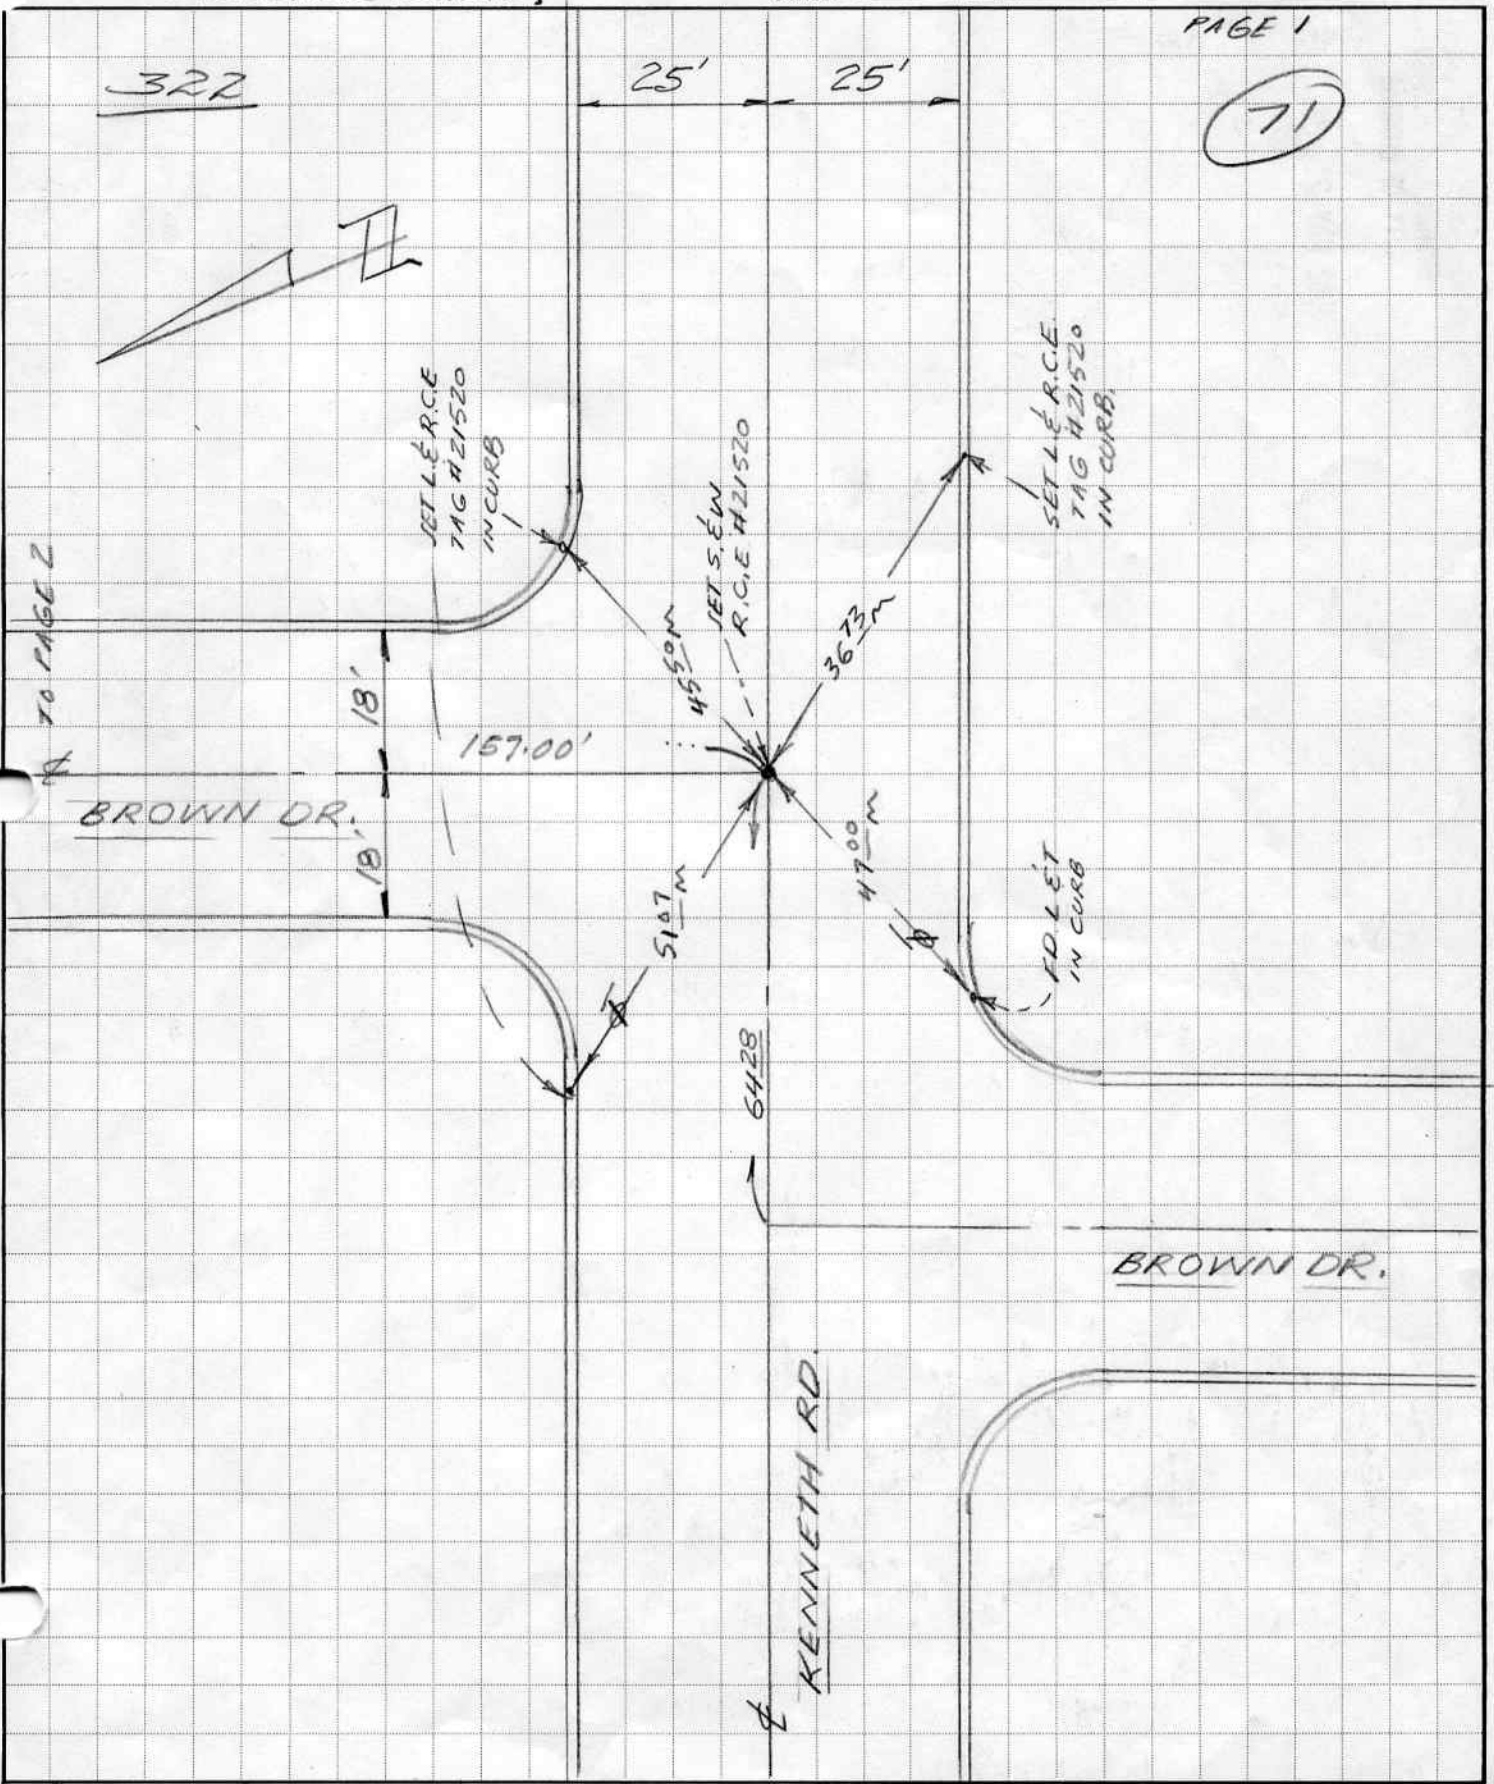 PAGE 1
322
25'
25'
71
SET L & R.C.E
TAG #21520
IN CURB
SET L & R.C.E.
TAG #21520
IN CURB.
SET S. & W
R.C.E #21520
TO PAGE 2
45 50 M
36 73 M
18'
157.00'
℄
BROWN DR.
18'
51 07 M
47 00 M
FD. L & T
IN CURB
64 28
BROWN DR.
KENNETH RD.
℄